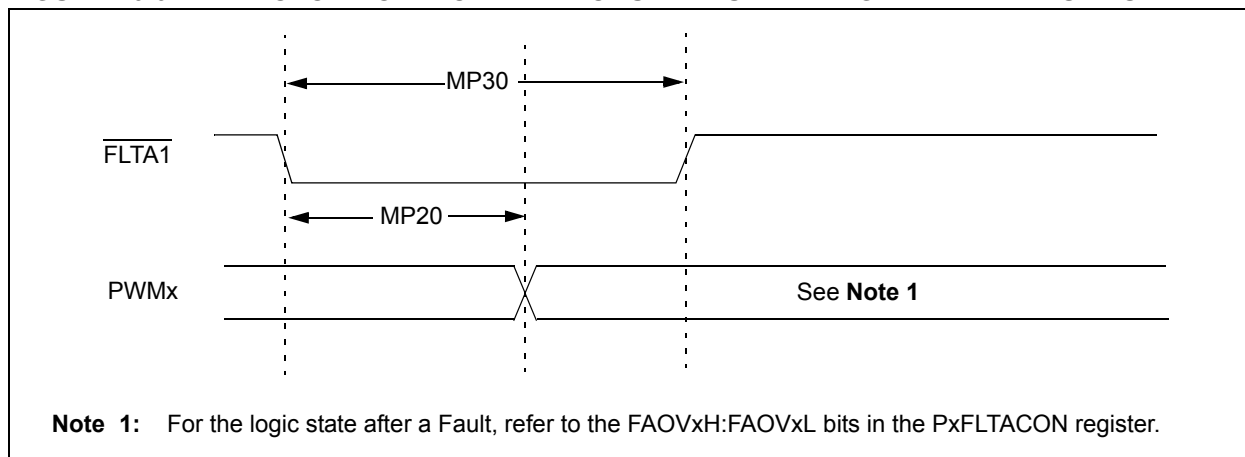 MP30
FLTA1
MP20
PWMx
See Note 1
Note 1: For the logic state after a Fault, refer to the FAOVxH:FAOVxL bits in the PxFLTACON register.